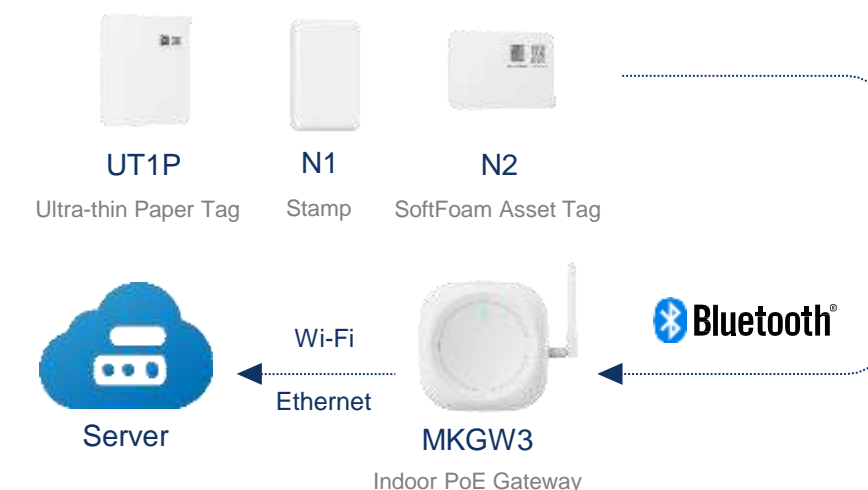 UT1P
Ultra-thin Paper Tag
N1
Stamp
N2
SoftFoam Asset Tag
Bluetooth®
Wi-Fi
Ethernet
Server
MKGW3
Indoor PoE Gateway